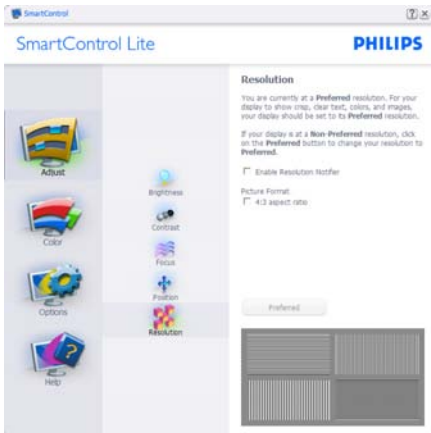 SmartControl
SmartControl Lite
PHILIPS
Adjust
Color
Options
Help
Brightness
Contrast
Focus
Position
Resolution
Resolution
You are currently at a Preferred resolution. For your
display to show crisp, clear text, colors, and images,
your display should be set to its Preferred resolution.
If your display is at a Non-Preferred resolution, click
on the Preferred button to change your resolution to
Preferred.
Enable Resolution Notifier
Picture Format
4:3 aspect ratio
Preferred